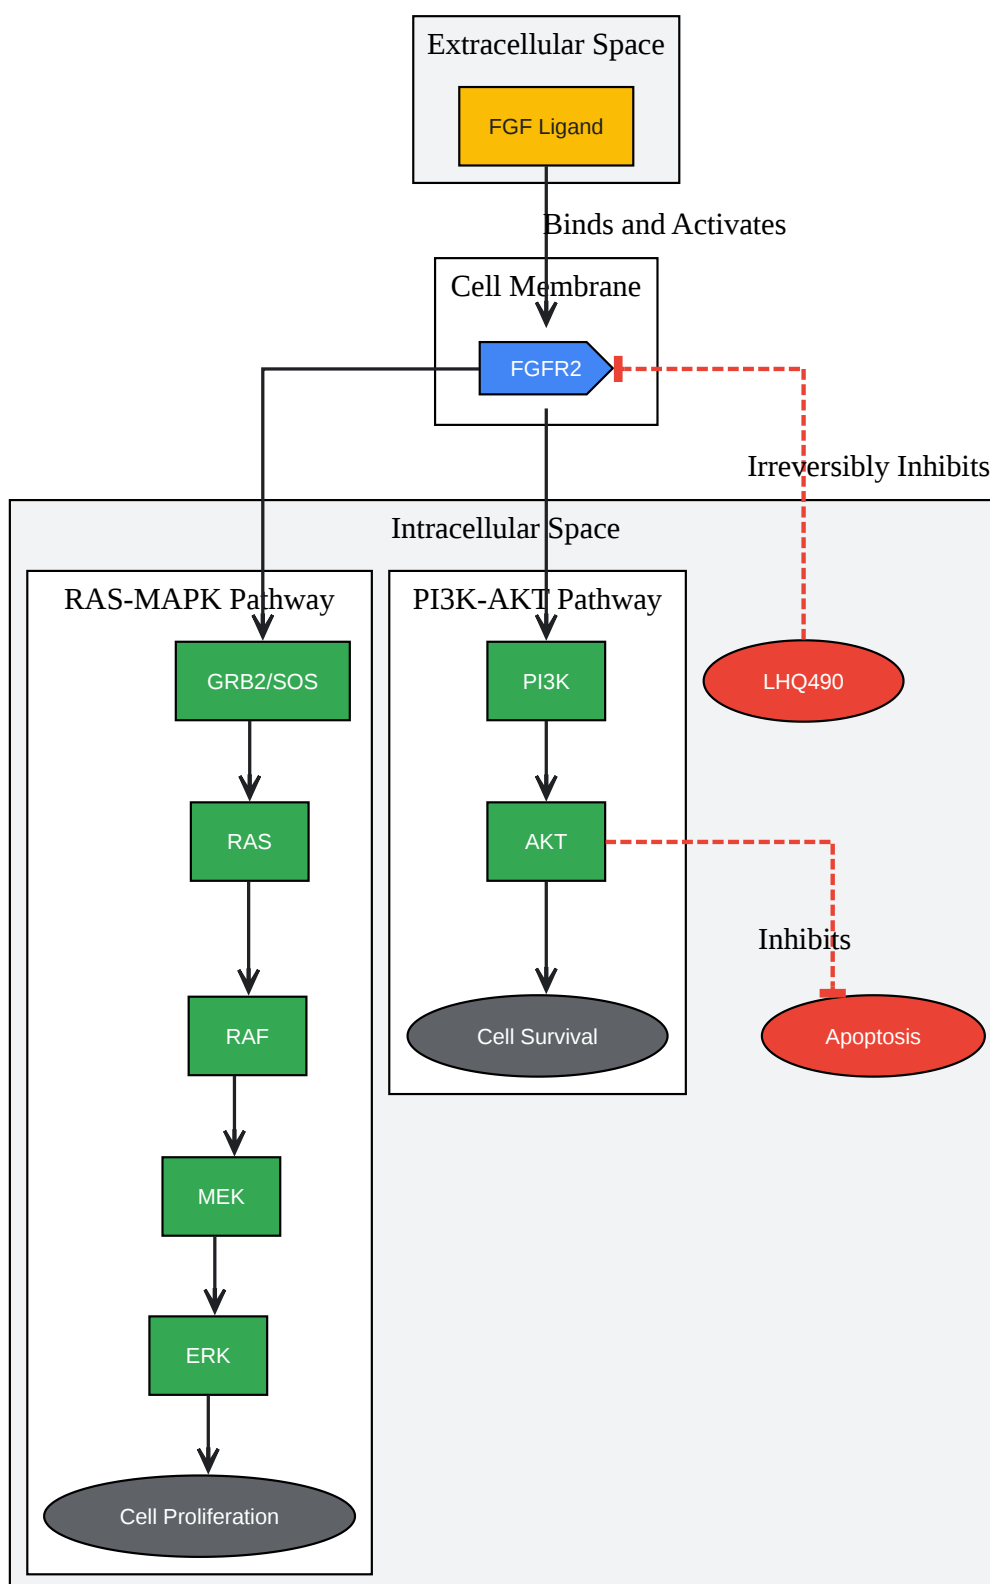 Extracellular Space
FGF Ligand
Binds and Activates
Cell Membrane
FGFR2
Irreversibly Inhibits
Intracellular Space
RAS-MAPK Pathway
PI3K-AKT Pathway
GRB2/SOS
PI3K
LHQ490
RAS
AKT
Inhibits
RAF
Cell Survival
Apoptosis
MEK
ERK
Cell Proliferation